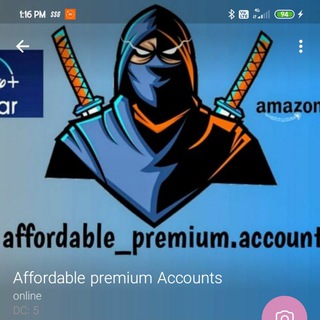 1:16 PM
94
ar
amazon
affordable_premium.account
Affordable premium Accounts
online
DC: 5